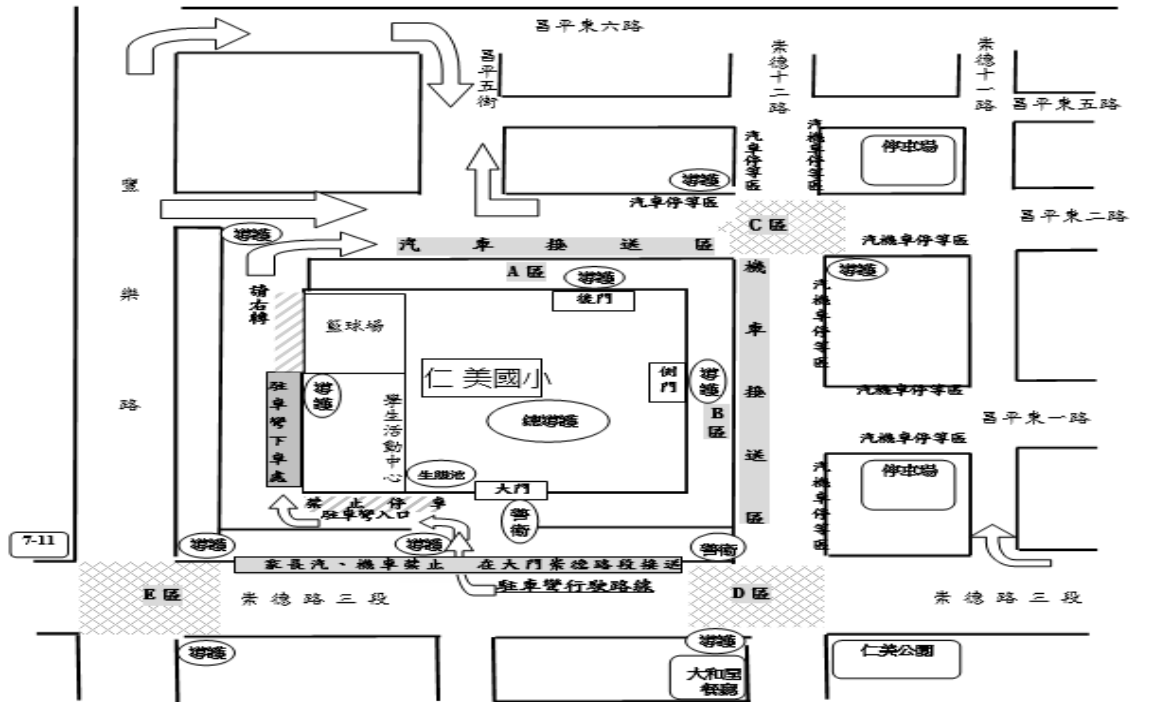 昌平東六路
昌平五街
崇德十二路
崇德十一路
昌平東五路
汽車停等區
汽機車停等區
停車場
導護
汽車停等區
豐
樂
路
導護
C區
昌平東二路
汽車接送區
汽機車停等區
請右轉
A區
導護
後門
機車接送區
導護
汽機車停等區
籃球場
仁美國小
側門
導護
B區
駐車彎下車處
導護
學生活動中心
總導護
汽機車停等區
昌平東一路
汽機車停等區
生態池
大門
停車場
汽機車停等區
禁止停車
駐車彎入口
警衛
7-11
導護
導護
警衛
家長汽、機車禁止 在大門崇德路段接送
駐車彎行駛路線
E區
崇德路三段
D區
崇德路三段
導護
導護
仁美公園
大和屋
餐廳